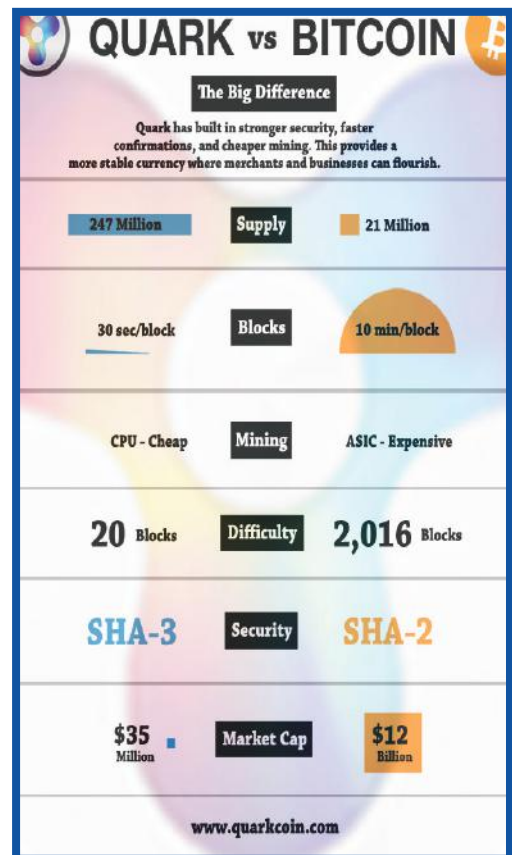 QUARK vs BITCOIN
The Big Difference
Quark has built in stronger security, faster
confirmations, and cheaper mining. This provides a
more stable currency where merchants and businesses can flourish.
247 Million Supply 21 Million
30 sec/block Blocks 10 min/block
CPU - Cheap Mining ASIC - Expensive
20 Blocks Difficulty 2,016 Blocks
SHA-3 Security SHA-2
$35 Million Market Cap $12 Billion
www.quarkcoin.com